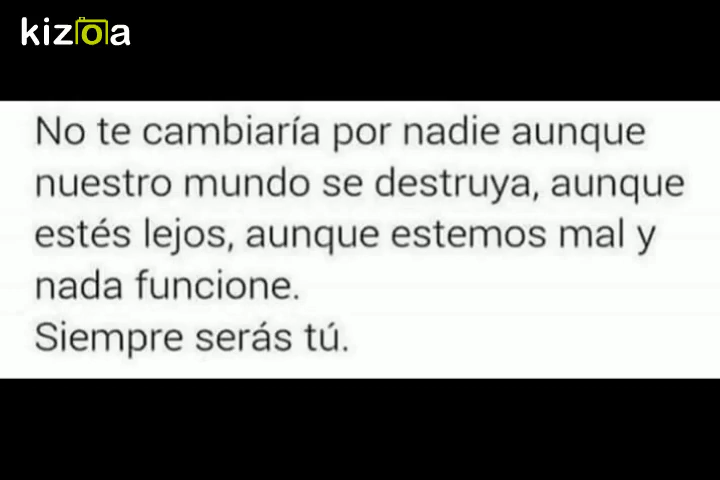 kizoa
No te cambiaría por nadie aunque
nuestro mundo se destruya, aunque
estés lejos, aunque estemos mal y
nada funcione.
Siempre serás tú.